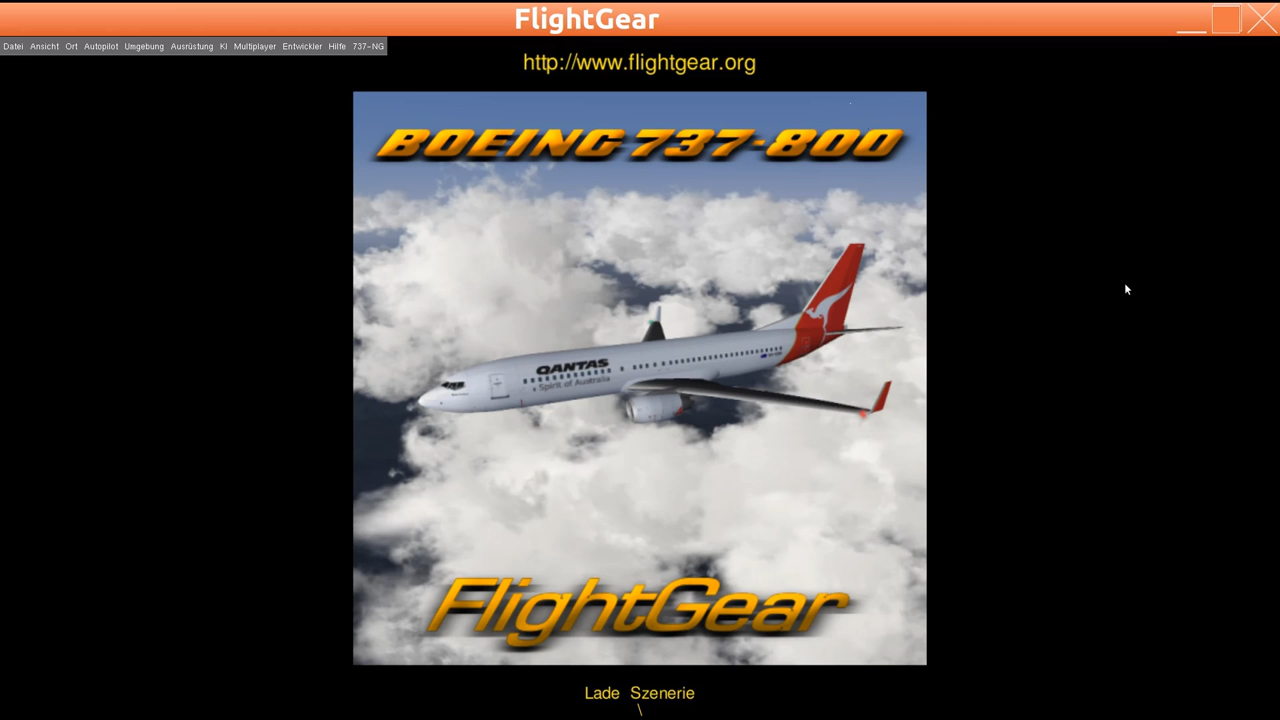 FlightGear
Datei Ansicht Ort Autopilot Umgebung Ausrüstung KI Multiplayer Entwickler Hilfe 737-NG
http://www.flightgear.org
BOEING 737-800
QANTAS
Spirit of Australia
FlightGear
Lade Szenerie
\